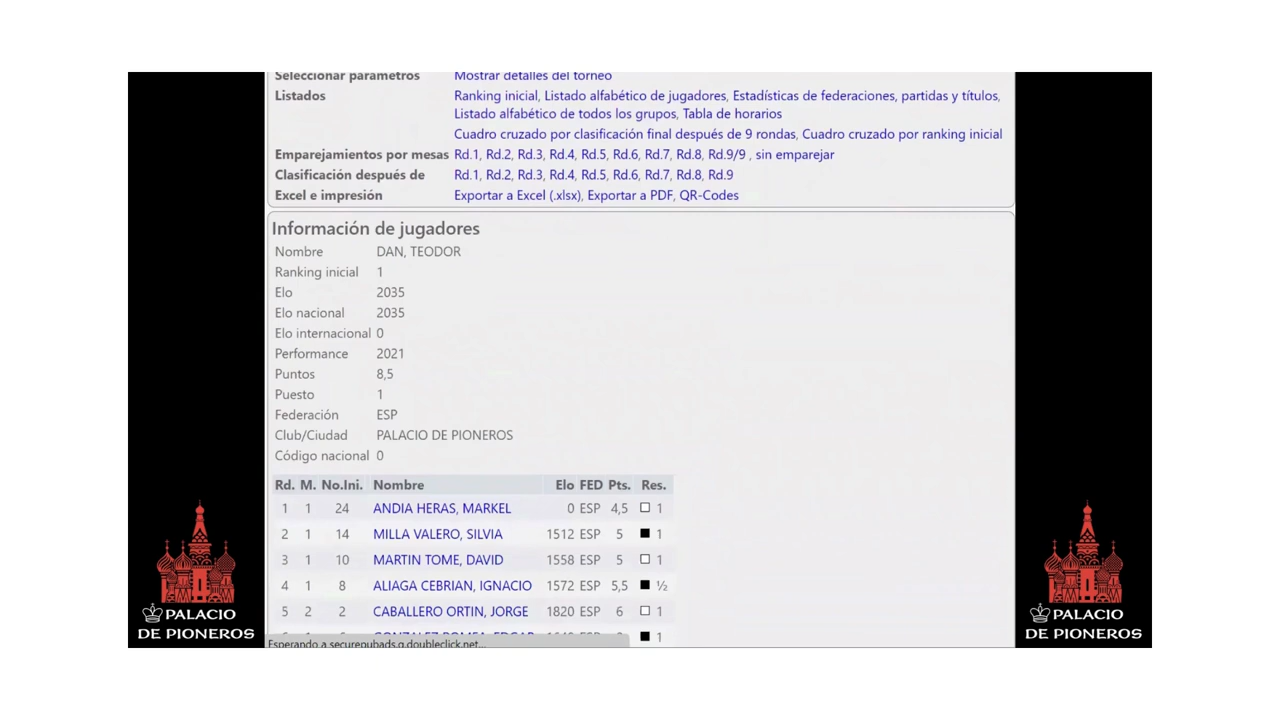 Seleccionar parametros Mostrar detalles del torneo
Listados Ranking inicial, Listado alfabético de jugadores, Estadísticas de federaciones, partidas y títulos,
Listado alfabético de todos los grupos, Tabla de horarios
Cuadro cruzado por clasificación final después de 9 rondas, Cuadro cruzado por ranking inicial
Emparejamientos por mesas Rd.1, Rd.2, Rd.3, Rd.4, Rd.5, Rd.6, Rd.7, Rd.8, Rd.9/9 , sin emparejar
Clasificación después de Rd.1, Rd.2, Rd.3, Rd.4, Rd.5, Rd.6, Rd.7, Rd.8, Rd.9
Excel e impresión Exportar a Excel (.xlsx), Exportar a PDF, QR-Codes
Información de jugadores
Nombre DAN, TEODOR
Ranking inicial 1
Elo 2035
Elo nacional 2035
Elo internacional 0
Performance 2021
Puntos 8,5
Puesto 1
Federación ESP
Club/Ciudad PALACIO DE PIONEROS
Código nacional 0
Rd. M. No.Ini. Nombre Elo FED Pts. Res.
1 1 24 ANDIA HERAS, MARKEL 0 ESP 4,5 1
2 1 14 MILLA VALERO, SILVIA 1512 ESP 5 1
3 1 10 MARTIN TOME, DAVID 1558 ESP 5 1
4 1 8 ALIAGA CEBRIAN, IGNACIO 1572 ESP 5,5 ½
5 2 2 CABALLERO ORTIN, JORGE 1820 ESP 6 1
1
Esperando a securepubads.g.doubleclick.net...
PALACIO
DE PIONEROS
PALACIO
DE PIONEROS